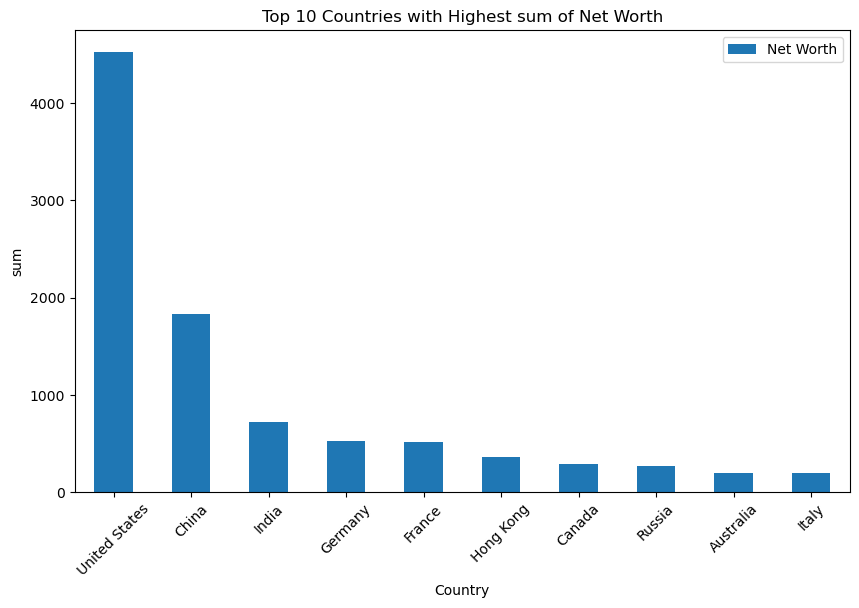 Top 10 Countries with Highest sum of Net Worth
Net Worth
sum
4000
3000
2000
1000
0
United States
China
India
Germany
France
Hong Kong
Canada
Russia
Australia
Italy
Country